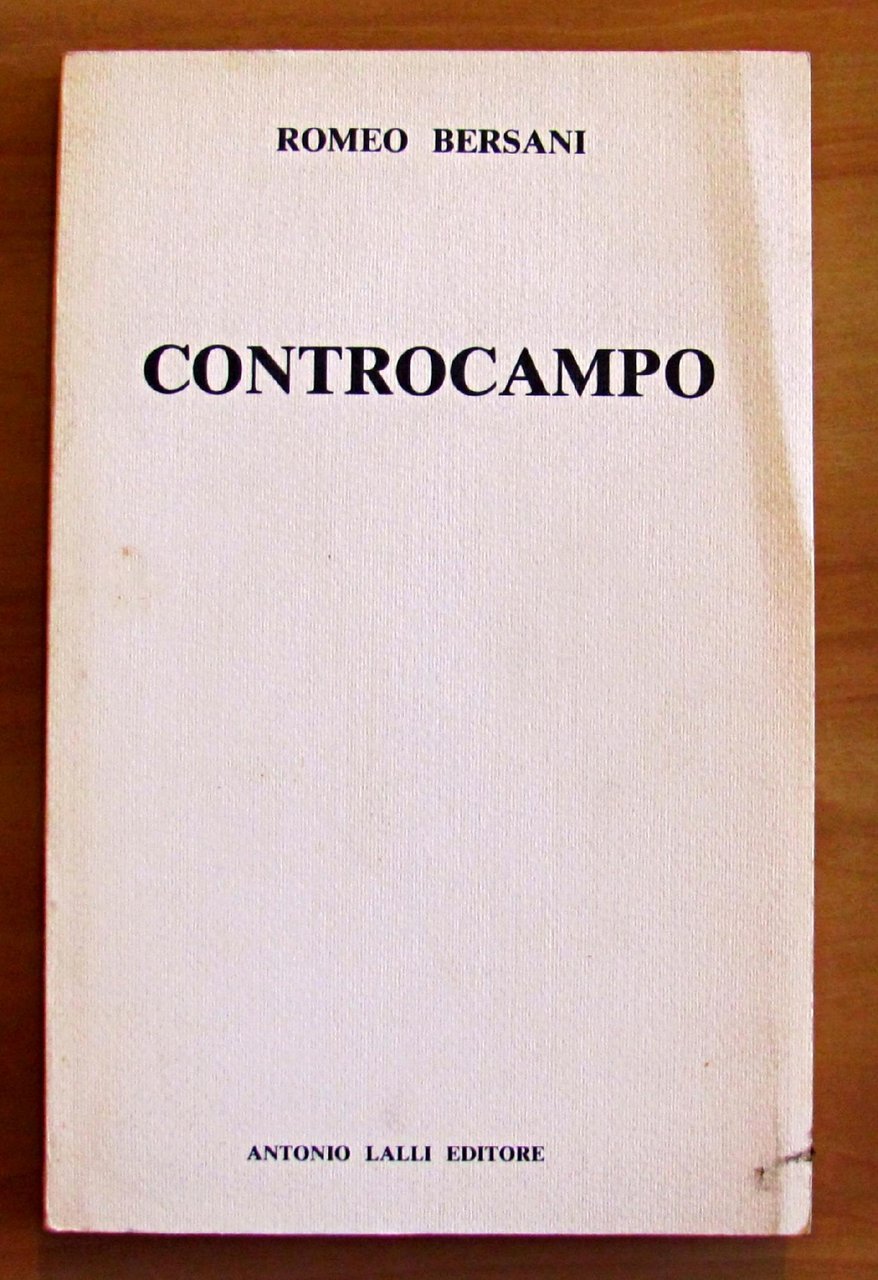 ROMEO BERSANI
CONTROCAMPO
ANTONIO LALLI EDITORE